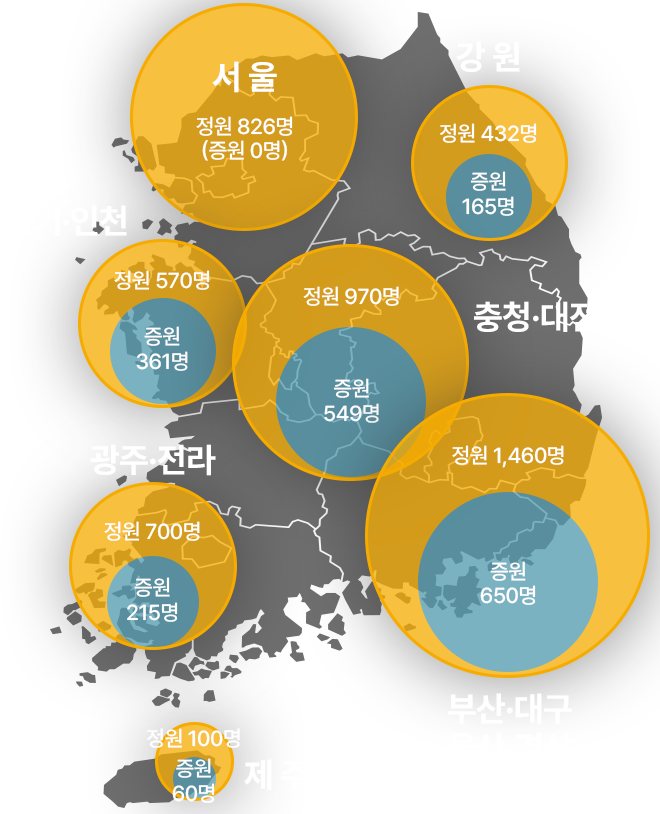 서 울
정원 826명
(증원 0명)
강 원
정원 432명
증원
165명
인천
정원 570명
증원
361명
정원 970명
증원
549명
충청·대전
광주·전라
정원 700명
증원
215명
정원 1,460명
증원
650명
부산·대구
정원 100명
증원
60명
제